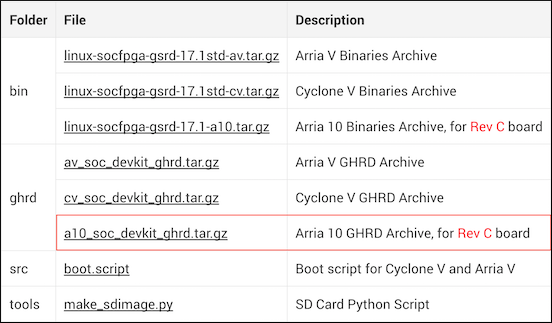 Folder File Description
linux-socfpga-gsrd-17.1std-av.tar.gz Arria V Binaries Archive
bin linux-socfpga-gsrd-17.1std-cv.tar.gz Cyclone V Binaries Archive
linux-socfpga-gsrd-17.1-a10.tar.gz Arria 10 Binaries Archive, for Rev C board
av_soc_devkit_ghrd.tar.gz Arria V GHRD Archive
ghrd cv_soc_devkit_ghrd.tar.gz Cyclone V GHRD Archive
a10_soc_devkit_ghrd.tar.gz Arria 10 GHRD Archive, for Rev C board
src boot.script Boot script for Cyclone V and Arria V
tools make_sdimage.py SD Card Python Script